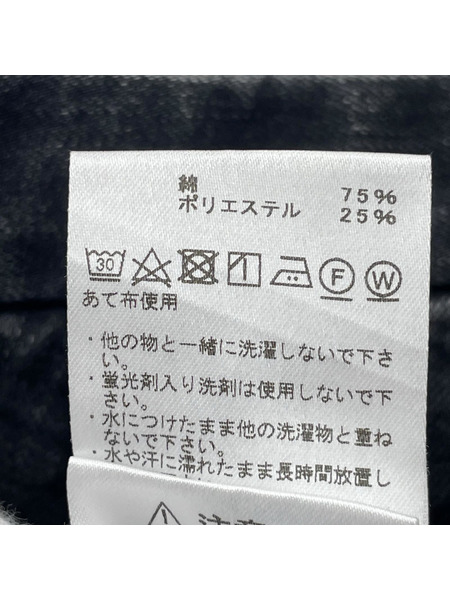 綿 75%
ポリエステル 25%
30 F W
あて布使用
・他の物と一緒に洗濯しないで下さ
い。
・蛍光剤入り洗剤は使用しないで下
さい。
・水につけたまま他の洗濯物と重ね
ないで下さい。
・水や汗に濡れたまま長時間放置し
注意